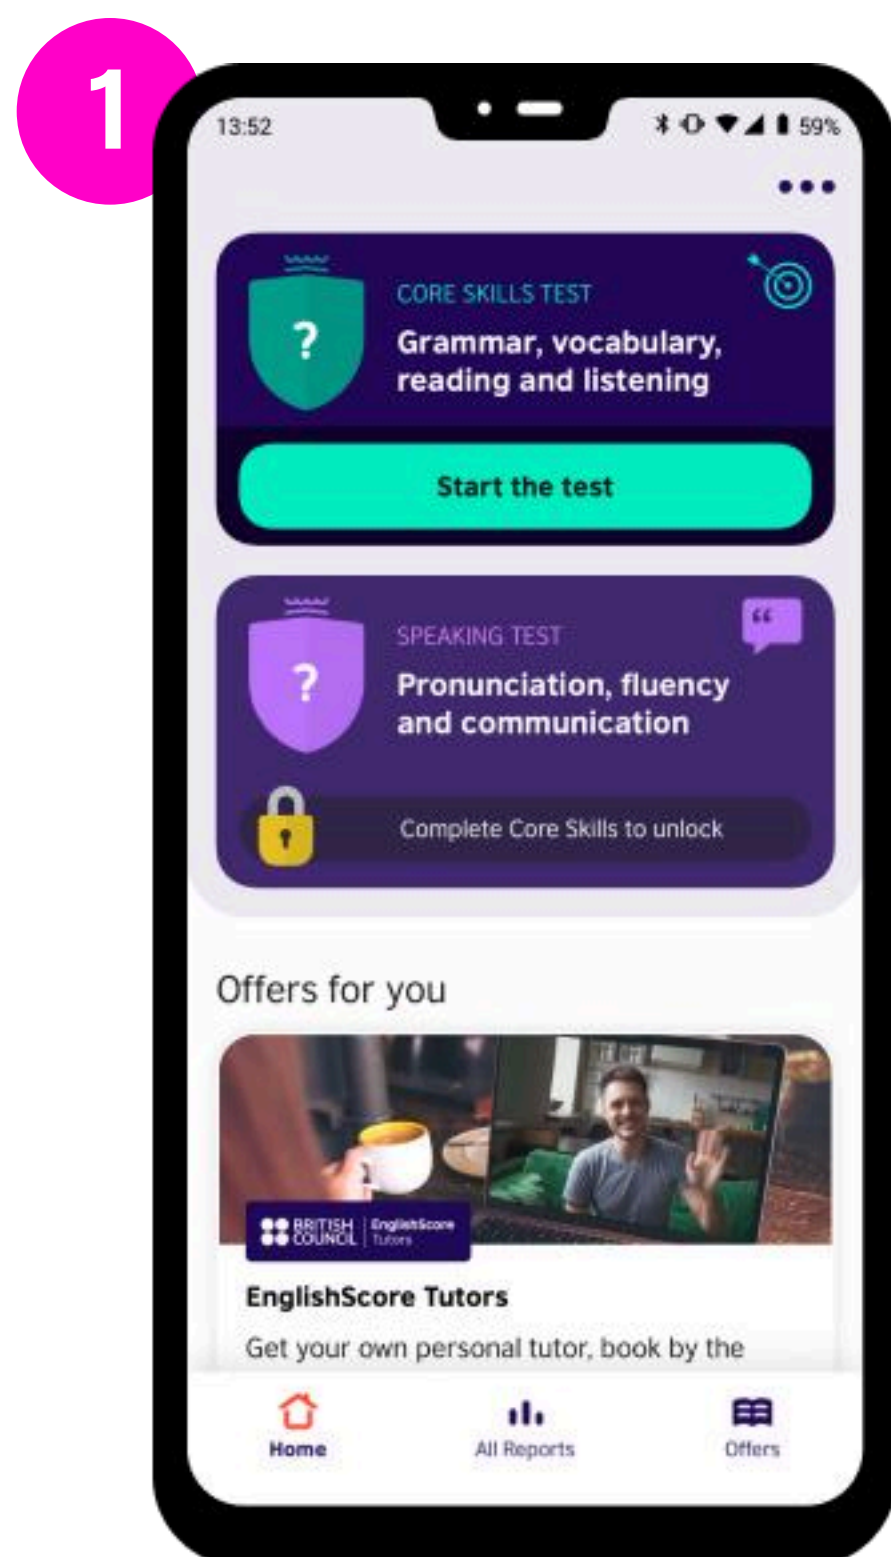 1
13:52
59%
CORE SKILLS TEST
?
Grammar, vocabulary,
reading and listening
Start the test
SPEAKING TEST
“
?
Pronunciation, fluency
and communication
Complete Core Skills to unlock
Offers for you
BRITISH
COUNCIL
EnglishScore
Tutors
EnglishScore Tutors
Get your own personal tutor, book by the
Home
All Reports
Offers